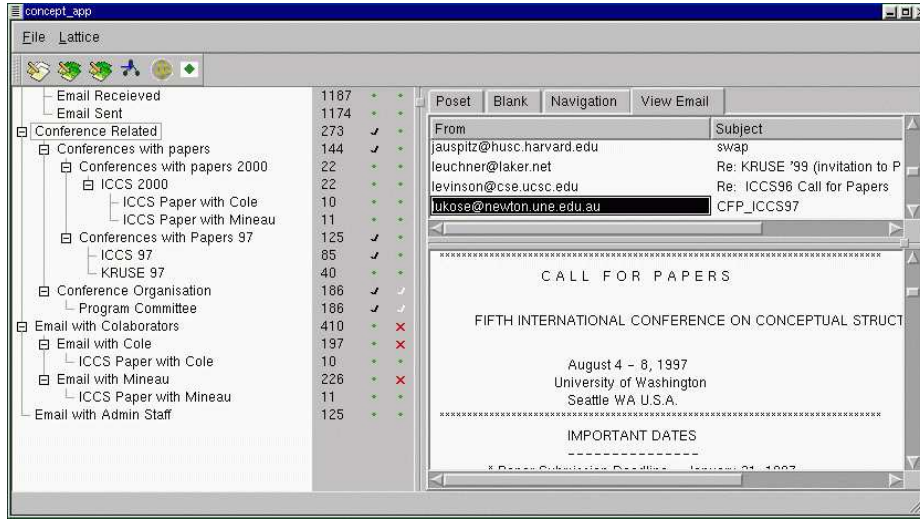 concept_app
File Lattice
Email Receieved 1187
Email Sent 1174
Conference Related 273
Conferences with papers 144
Conferences with papers 2000 22
ICCS 2000 22
ICCS Paper with Cole 10
ICCS Paper with Mineau 11
Conferences with Papers 97 125
ICCS 97 85
KRUSE 97 40
Conference Organisation 186
Program Committee 186
Email with Colaborators 410
Email with Cole 197
ICCS Paper with Cole 10
Email with Mineau 226
ICCS Paper with Mineau 11
Email with Admin Staff 125
Poset Blank Navigation View Email
From Subject
jauspitz@husc.harvard.edu swap
leuchner@laker.net Re: KRUSE '99 (invitation to P
levinson@cse.ucsc.edu Re: ICCS96 Call for Papers
lukose@newton.une.edu.au CFP_ICCS97
CALL FOR PAPERS
FIFTH INTERNATIONAL CONFERENCE ON CONCEPTUAL STRUCT
August 4 - 8, 1997
University of Washington
Seattle WA U.S.A.
IMPORTANT DATES
----------------
* Paper Submission Deadline January 31, 1997